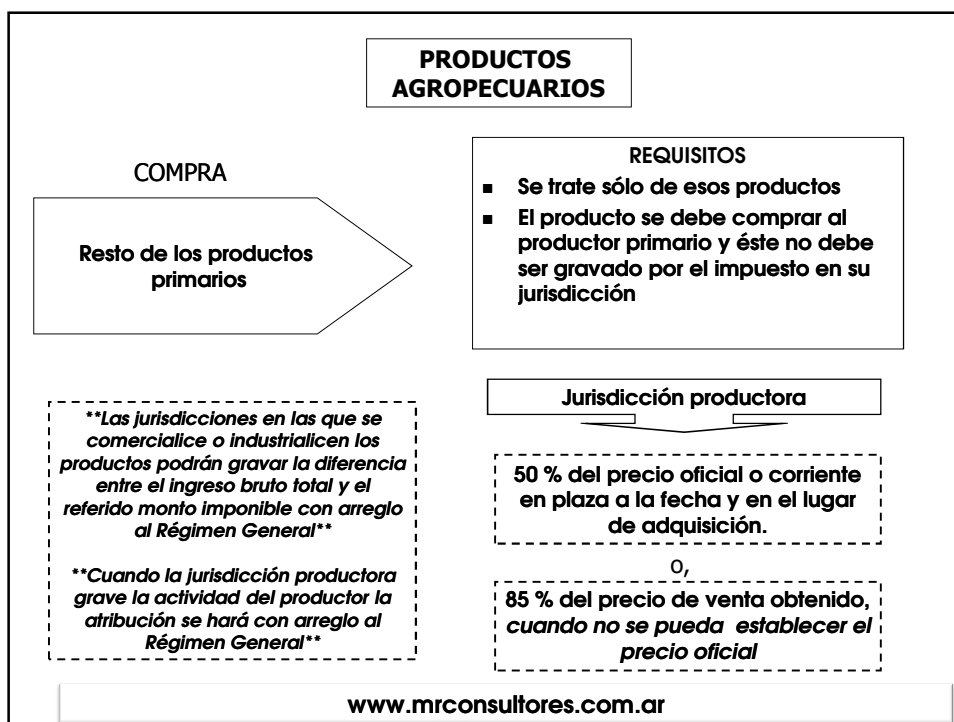 PRODUCTOS
AGROPECUARIOS
COMPRA
Resto de los productos
primarios
REQUISITOS
▪ Se trate sólo de esos productos
▪ El producto se debe comprar al
productor primario y éste no debe
ser gravado por el impuesto en su
jurisdicción
**Las jurisdicciones en las que se
comercialice o industrialicen los
productos podrán gravar la diferencia
entre el ingreso bruto total y el
referido monto imponible con arreglo
al Régimen General**
**Cuando la jurisdicción productora
grave la actividad del productor la
atribución se hará con arreglo al
Régimen General**
Jurisdicción productora
50 % del precio oficial o corriente
en plaza a la fecha y en el lugar
de adquisición.
o,
85 % del precio de venta obtenido,
cuando no se pueda establecer el
precio oficial
www.mrconsultores.com.ar